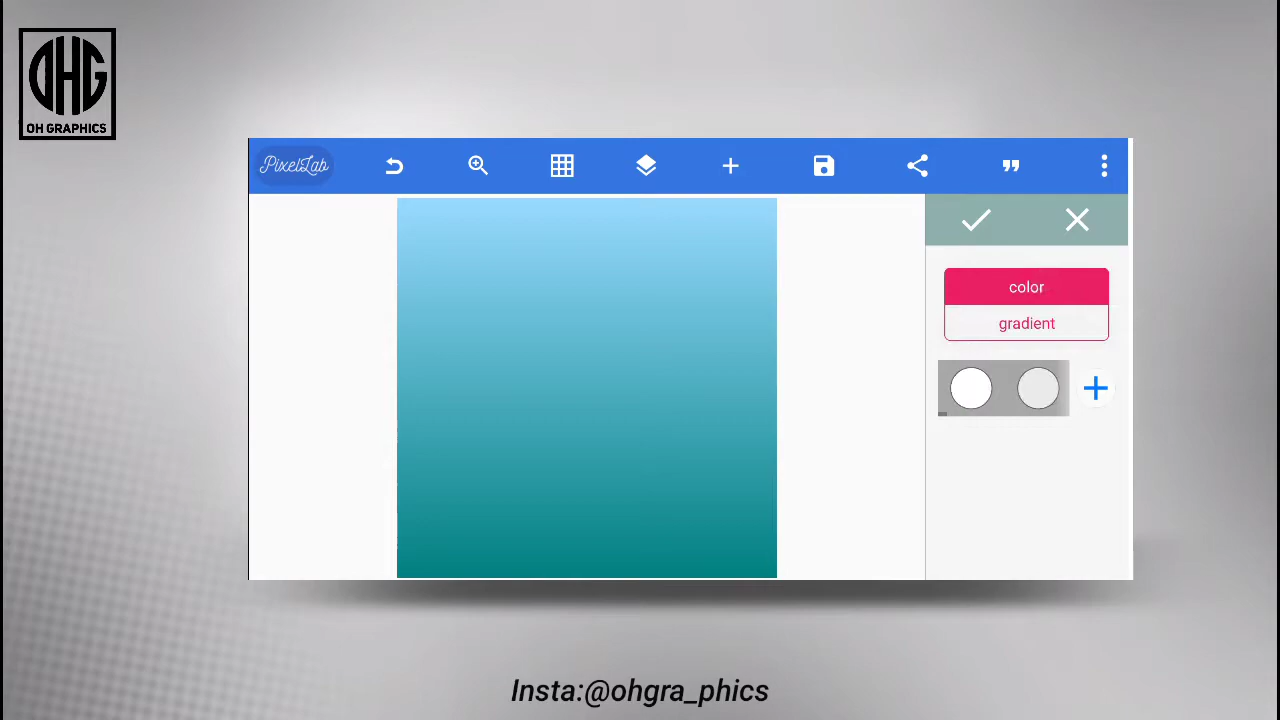 OHG
OH GRAPHICS
PixelLab
color
gradient
Insta:@ohgra_phics